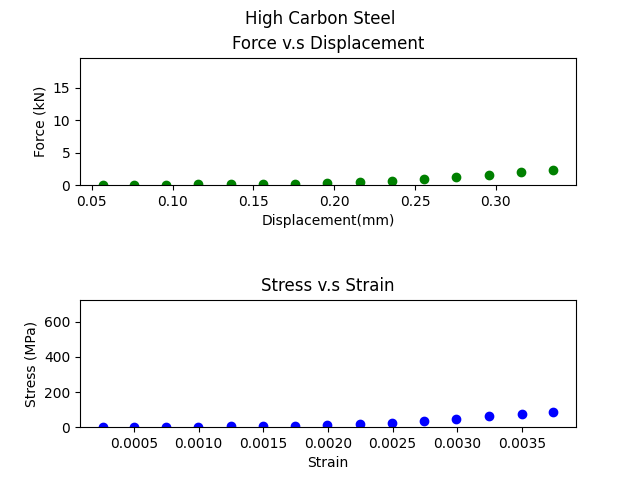 High Carbon Steel
Force v.s Displacement
15
10
5
0
Force (kN)
0.05 0.10 0.15 0.20 0.25 0.30
Displacement(mm)
Stress v.s Strain
600
400
200
0
Stress (MPa)
0.0005 0.0010 0.0015 0.0020 0.0025 0.0030 0.0035
Strain